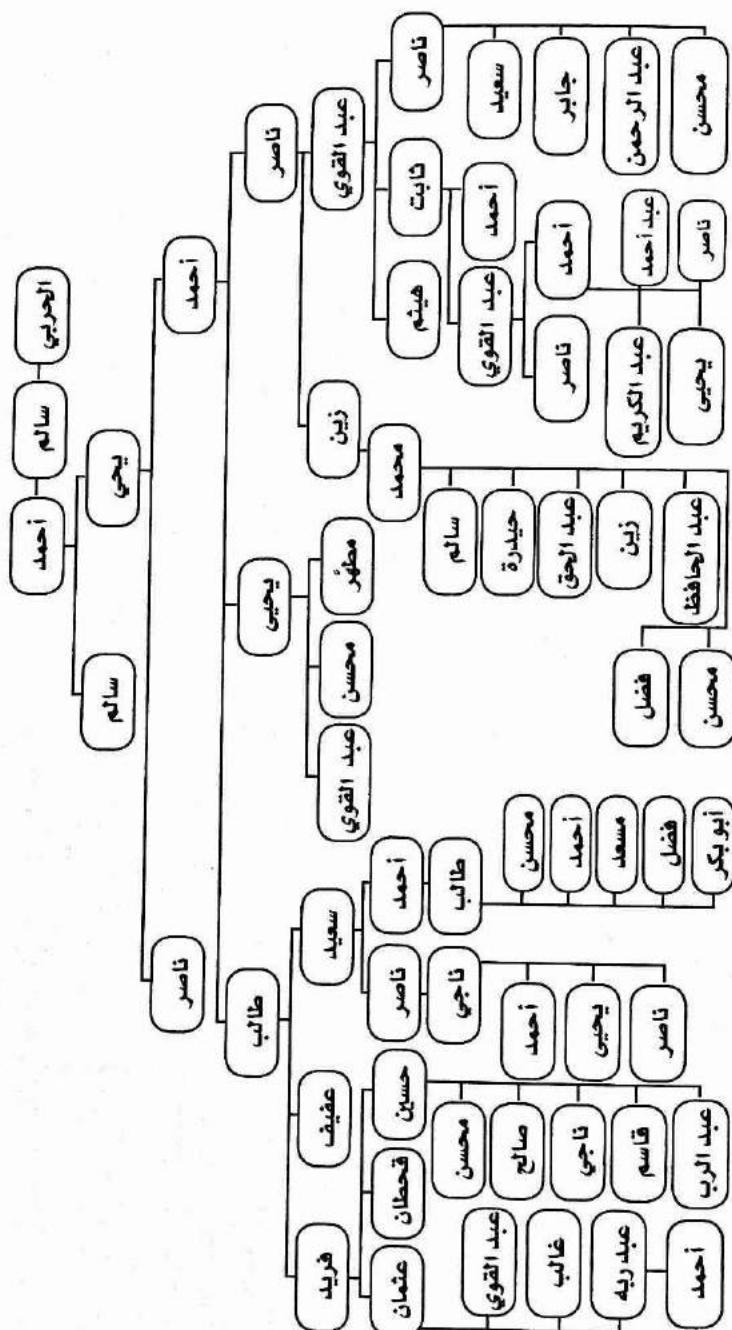 الحربي
سالم
أحمد
يحي
سالم
أحمد
ناصر
ناصر
يحيى
طالب
عبد القوي
زين
مطهر
محسن
عبد القوي
سعيد
عفيف
فريد
ناصر
ثابت
هيثم
محمد
أحمد
ناصر
حسين
قحطان
عثمان
سعيد
جابر
عبد الرحمن
محسن
أحمد
عبد القوي
أحمد
ناصر
عبد أحمد
عبد الكريم
ناصر
يحيى
سالم
حيدرة
عبد الحق
زين
عبد الحافظ
فضل
محسن
طالب
محسن
أحمد
مسعد
فضل
أبو بكر
ناجي
أحمد
يحيى
ناصر
محسن
صالح
ناجي
قاسم
عبد الرب
عبد القوي
غالب
عبد ربه
أحمد